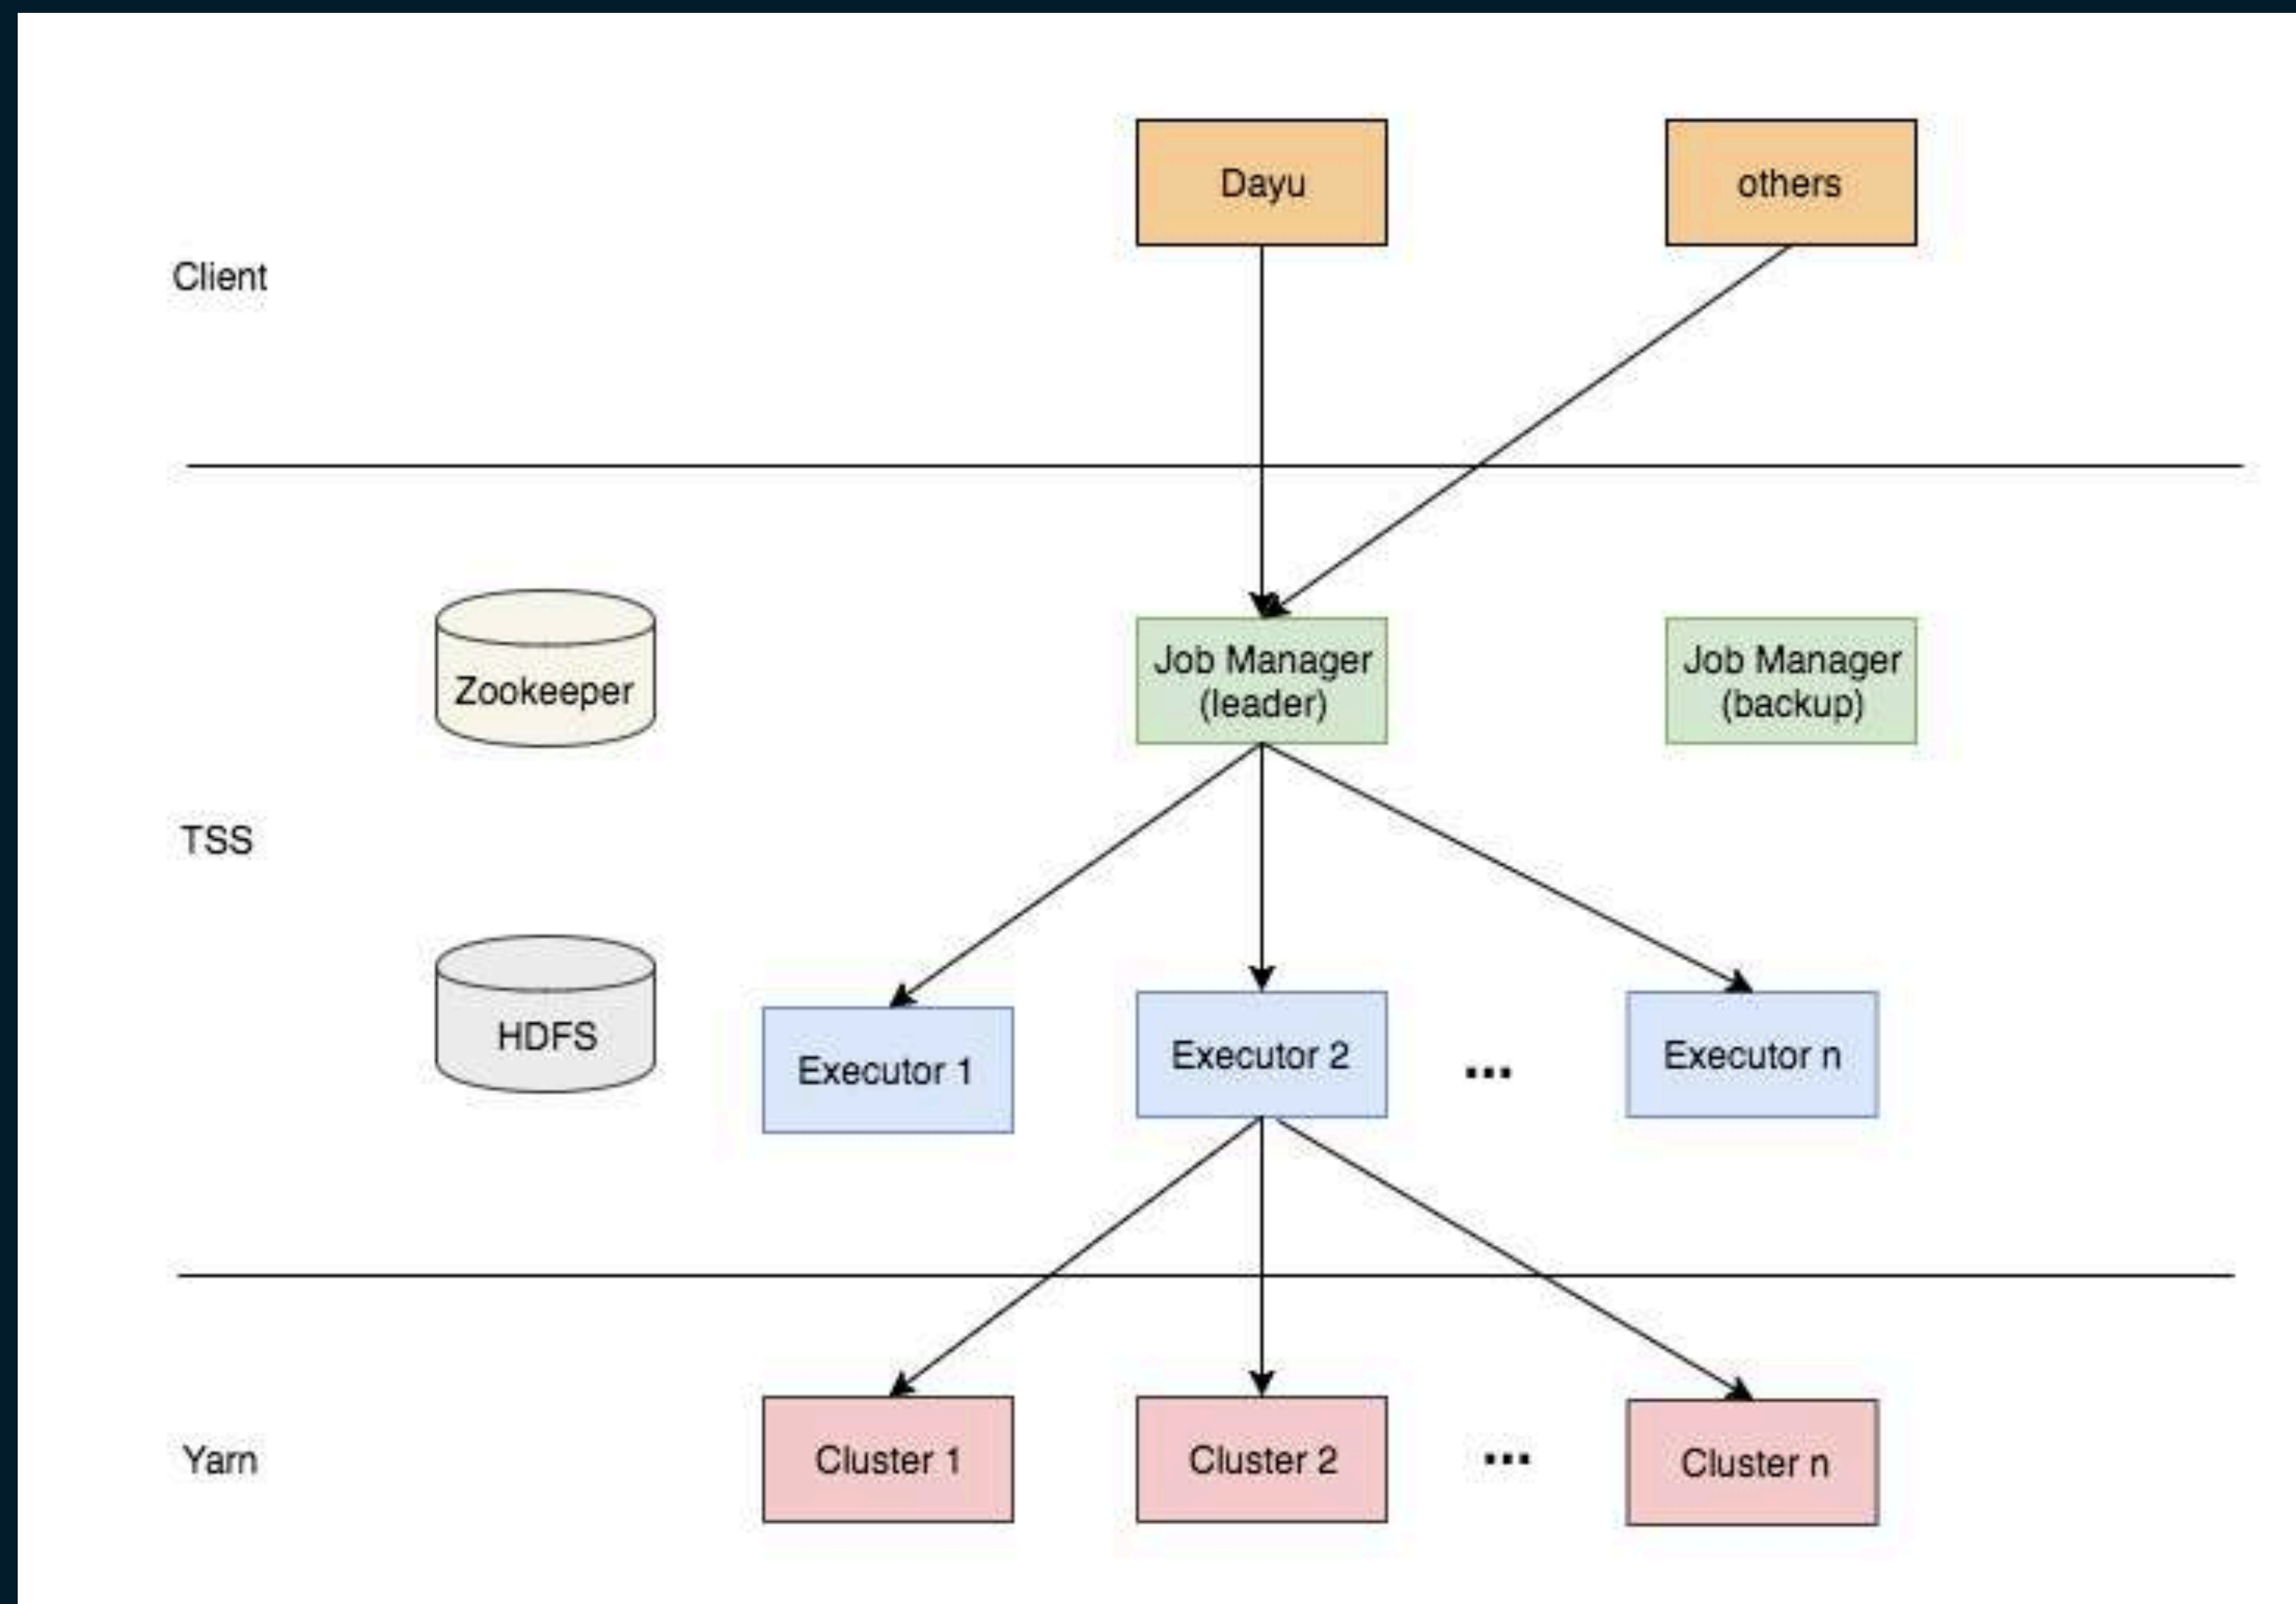 Dayu
others
Client
Zookeeper
Job Manager
(leader)
Job Manager
(backup)
TSS
HDFS
Executor 1
Executor 2
...
Executor n
Yarn
Cluster 1
Cluster 2
...
Cluster n